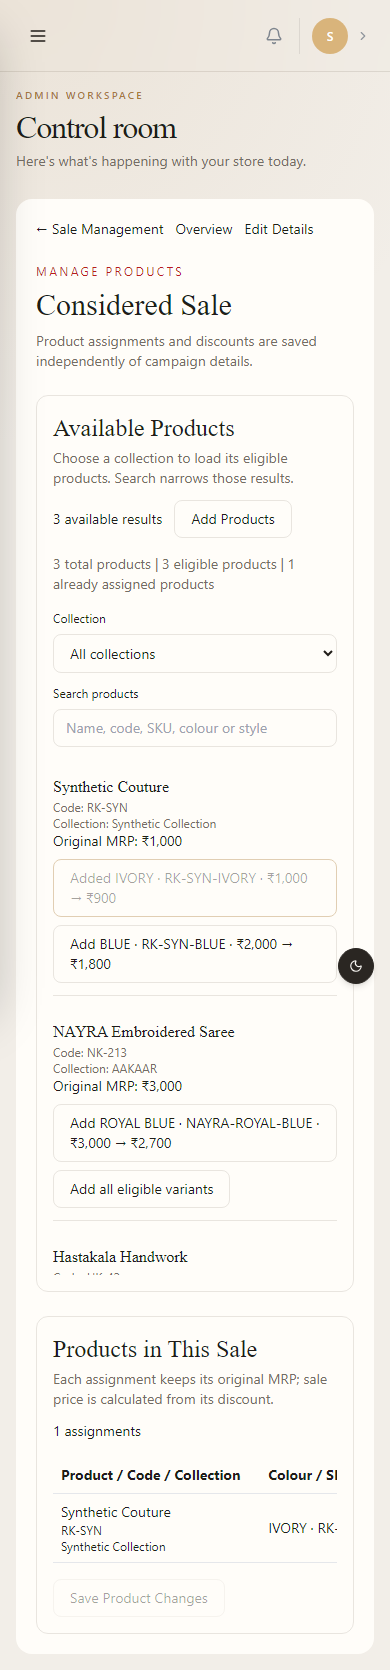 S
ADMIN WORKSPACE
Control room
Here's what's happening with your store today.
← Sale Management Overview Edit Details
MANAGE PRODUCTS
Considered Sale
Product assignments and discounts are saved
independently of campaign details.
Available Products
Choose a collection to load its eligible
products. Search narrows those results.
3 available results Add Products
3 total products | 3 eligible products | 1
already assigned products
Collection
All collections
Search products
Name, code, SKU, colour or style
Synthetic Couture
Code: RK-SYN
Collection: Synthetic Collection
Original MRP: ₹1,000
Added IVORY · RK-SYN-IVORY · ₹1,000
→ ₹900
Add BLUE · RK-SYN-BLUE · ₹2,000 →
₹1,800
NAYRA Embroidered Saree
Code: NK-213
Collection: AAKAAR
Original MRP: ₹3,000
Add ROYAL BLUE · NAYRA-ROYAL-BLUE ·
₹3,000 → ₹2,700
Add all eligible variants
Hastakala Handwork
Products in This Sale
Each assignment keeps its original MRP; sale
price is calculated from its discount.
1 assignments
Product / Code / Collection Colour /
Synthetic Couture
RK-SYN
Synthetic Collection
IVORY · RK-
Save Product Changes